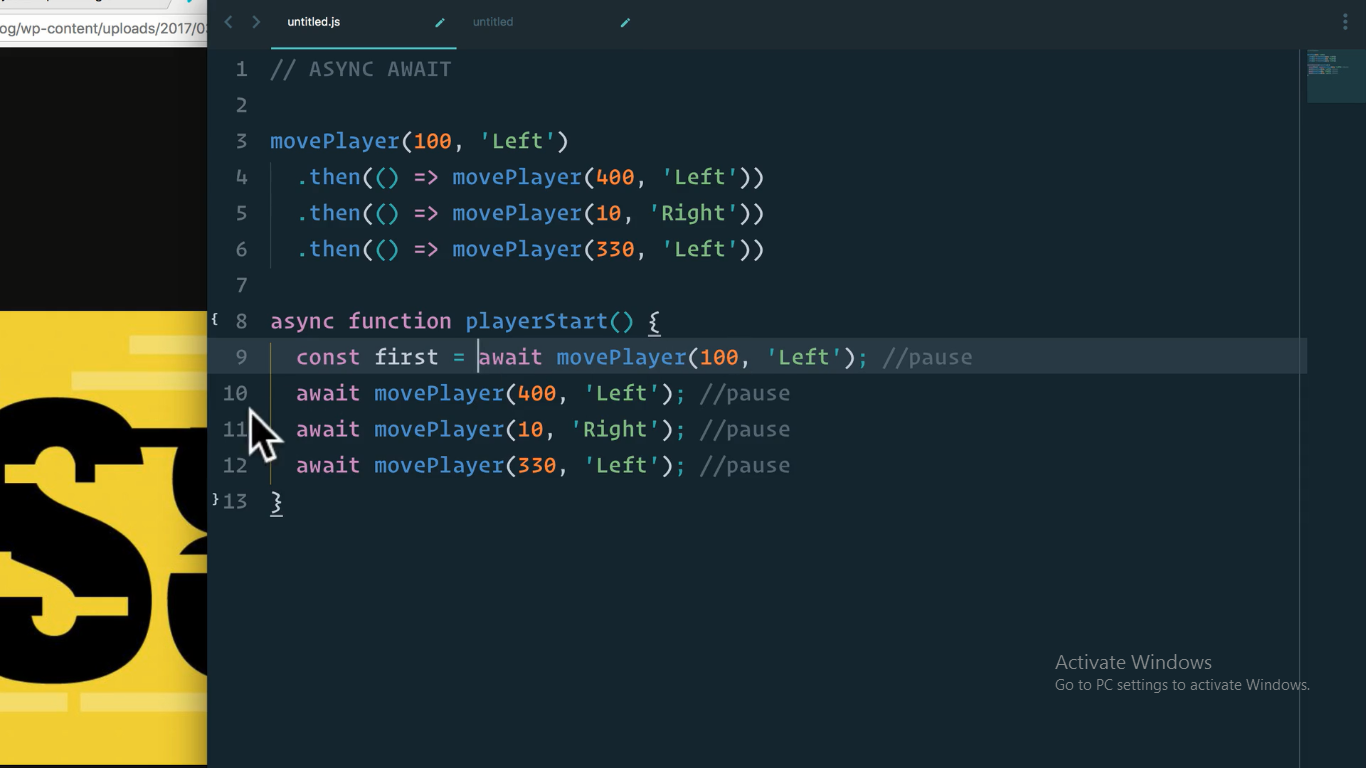 og/wp-content/uploads/2017/03
untitled.js
untitled
1 // ASYNC AWAIT
2
3 movePlayer(100, 'Left')
4 .then(() => movePlayer(400, 'Left'))
5 .then(() => movePlayer(10, 'Right'))
6 .then(() => movePlayer(330, 'Left'))
7
{ 8 async function playerStart() {
9 const first = await movePlayer(100, 'Left'); //pause
10 await movePlayer(400, 'Left'); //pause
11 await movePlayer(10, 'Right'); //pause
12 await movePlayer(330, 'Left'); //pause
} 13 }
Activate Windows
Go to PC settings to activate Windows.